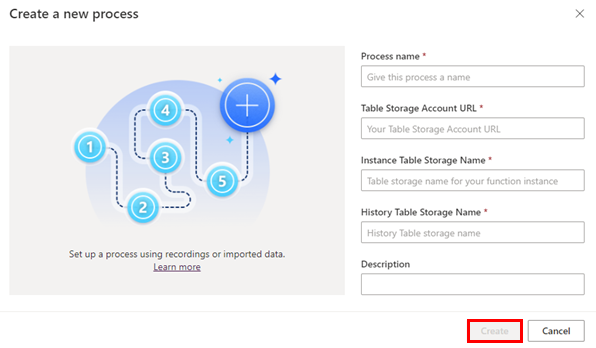 Create a new process
1
2
3
4
5
Set up a process using recordings or imported data.
Learn more
Process name *
Give this process a name
Table Storage Account URL *
Your Table Storage Account URL
Instance Table Storage Name *
Table storage name for your function instance
History Table Storage Name *
History Table storage name
Description
Create
Cancel